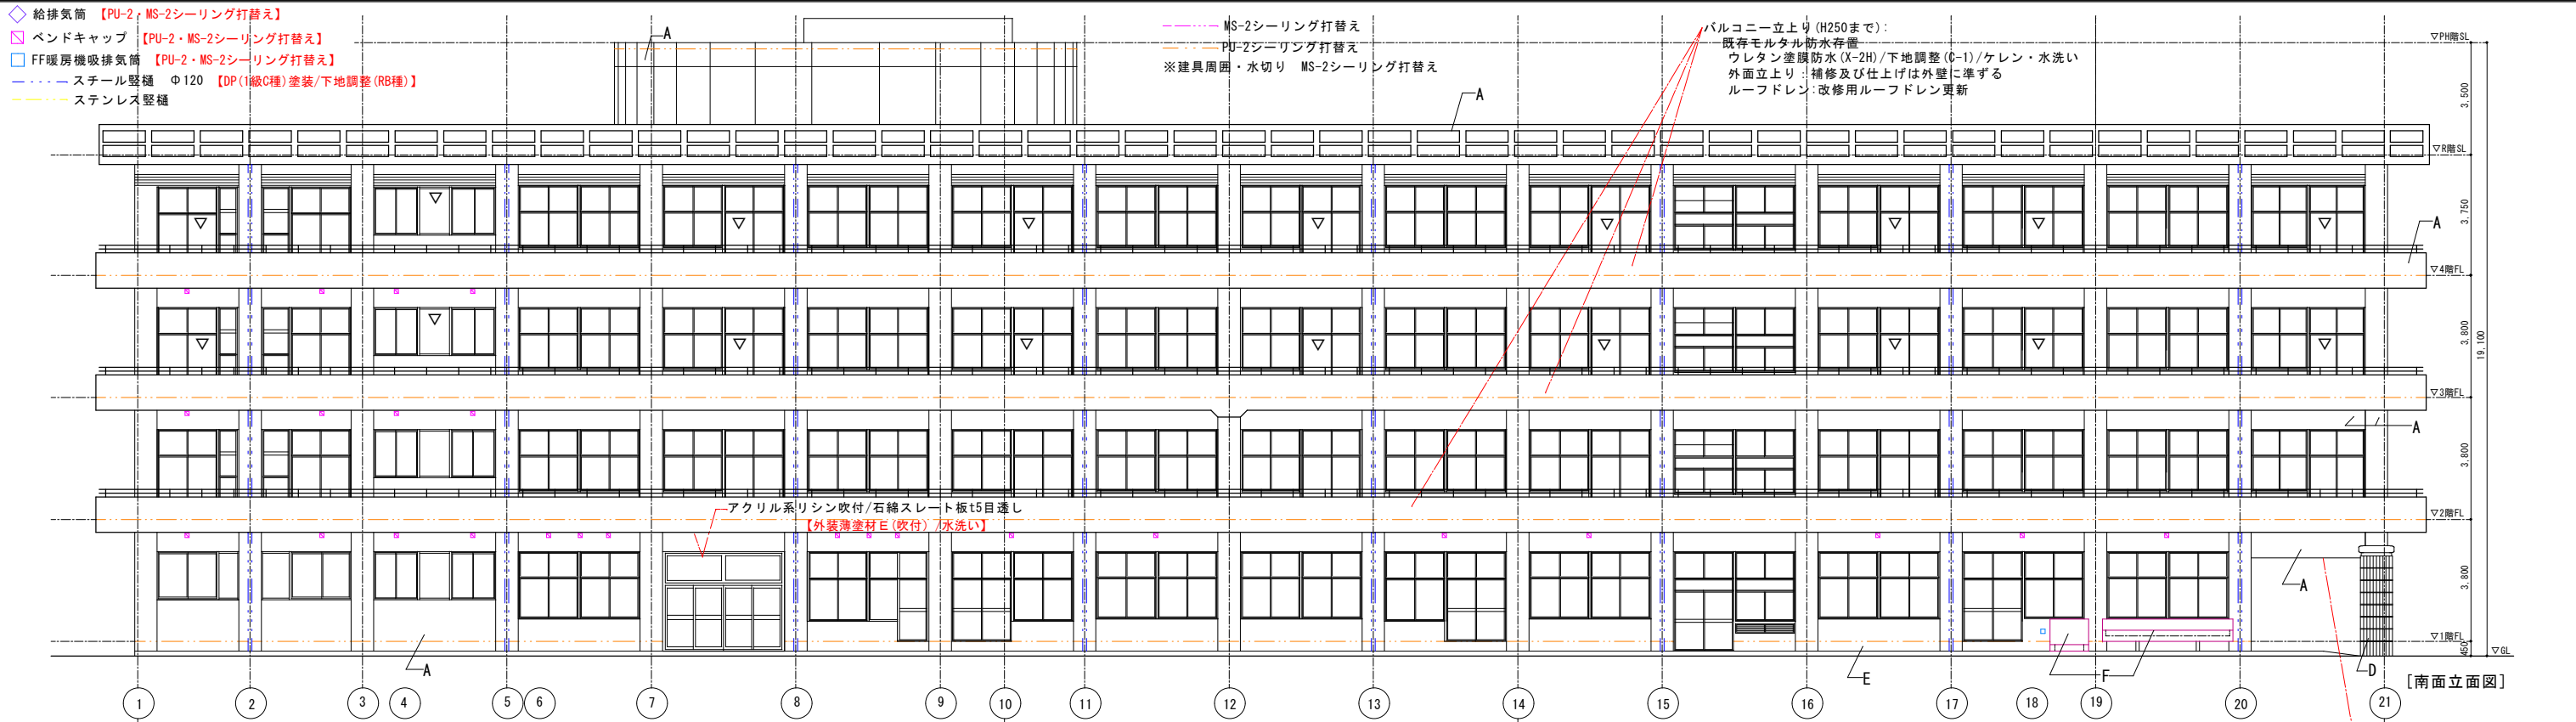 給排気筒 【PU-2・MS-2シーリング打替え】
ベンドキャップ 【PU-2・MS-2シーリング打替え】
FF暖房機吸排気筒 【PU-2・MS-2シーリング打替え】
スチール竪樋 Φ120 【DP(1級C種)塗装/下地調整(RB種)】
ステンレス竪樋
A
MS-2シーリング打替え
PU-2シーリング打替え
※建具周囲・水切り MS-2シーリング打替え
バルコニー立上り(H250まで):
既存モルタル防水存置
ウレタン塗膜防水(X-2H)/下地調整(C-1)/ケレン・水洗い
外面立上り:補修及び仕上げは外壁に準ずる
ルーフドレン:改修用ルーフドレン更新
A
▽PH階SL
3,500
▽R階SL
3,750
A
▽4階FL
3,800
19,100
▽3階FL
A
3,800
アクリル系リシン吹付/石綿スレート板t5目透し
【外装薄塗材E(吹付)/水洗い】
▽2階FL
3,800
A
▽1階FL
450
▽GL
A
E
F
D
[南面立面図]
1 2 3 4 5 6 7 8 9 10 11 12 13 14 15 16 17 18 19 20 21